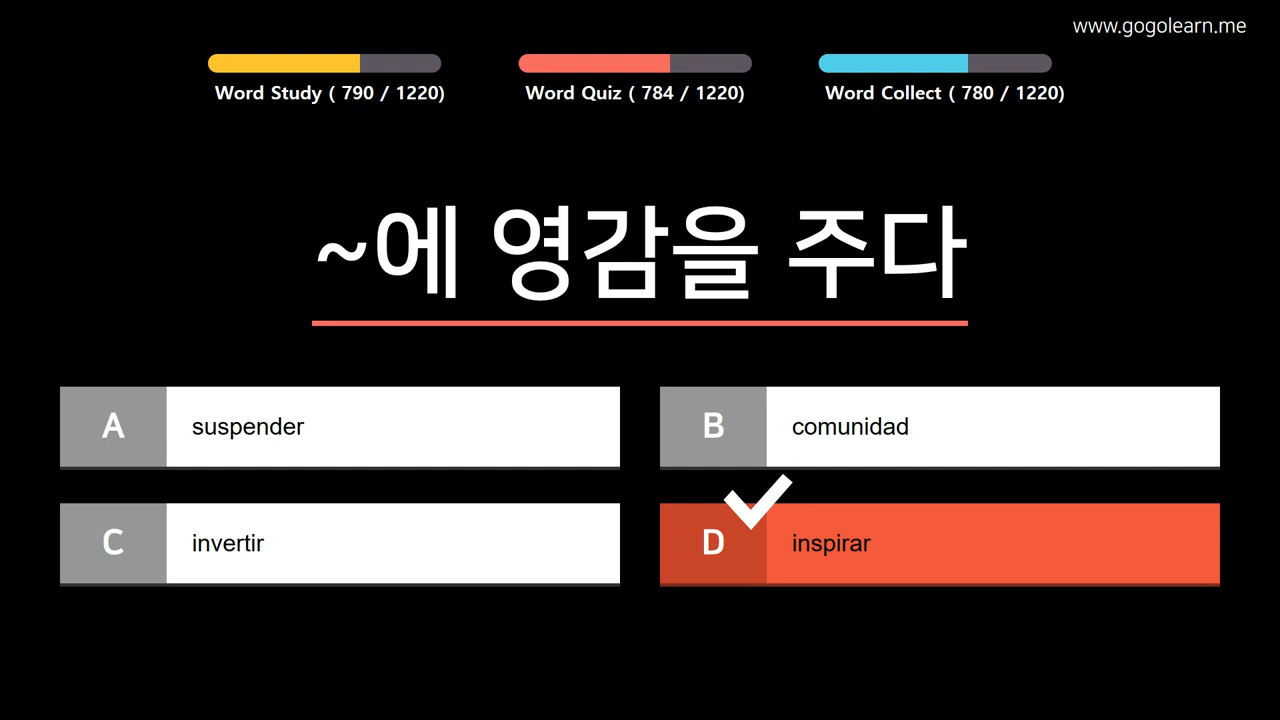 www.gogolearn.me
Word Study ( 790 / 1220)
Word Quiz ( 784 / 1220)
Word Collect ( 780 / 1220)
~에 영감을 주다
A suspender
B comunidad
C invertir
D inspirar